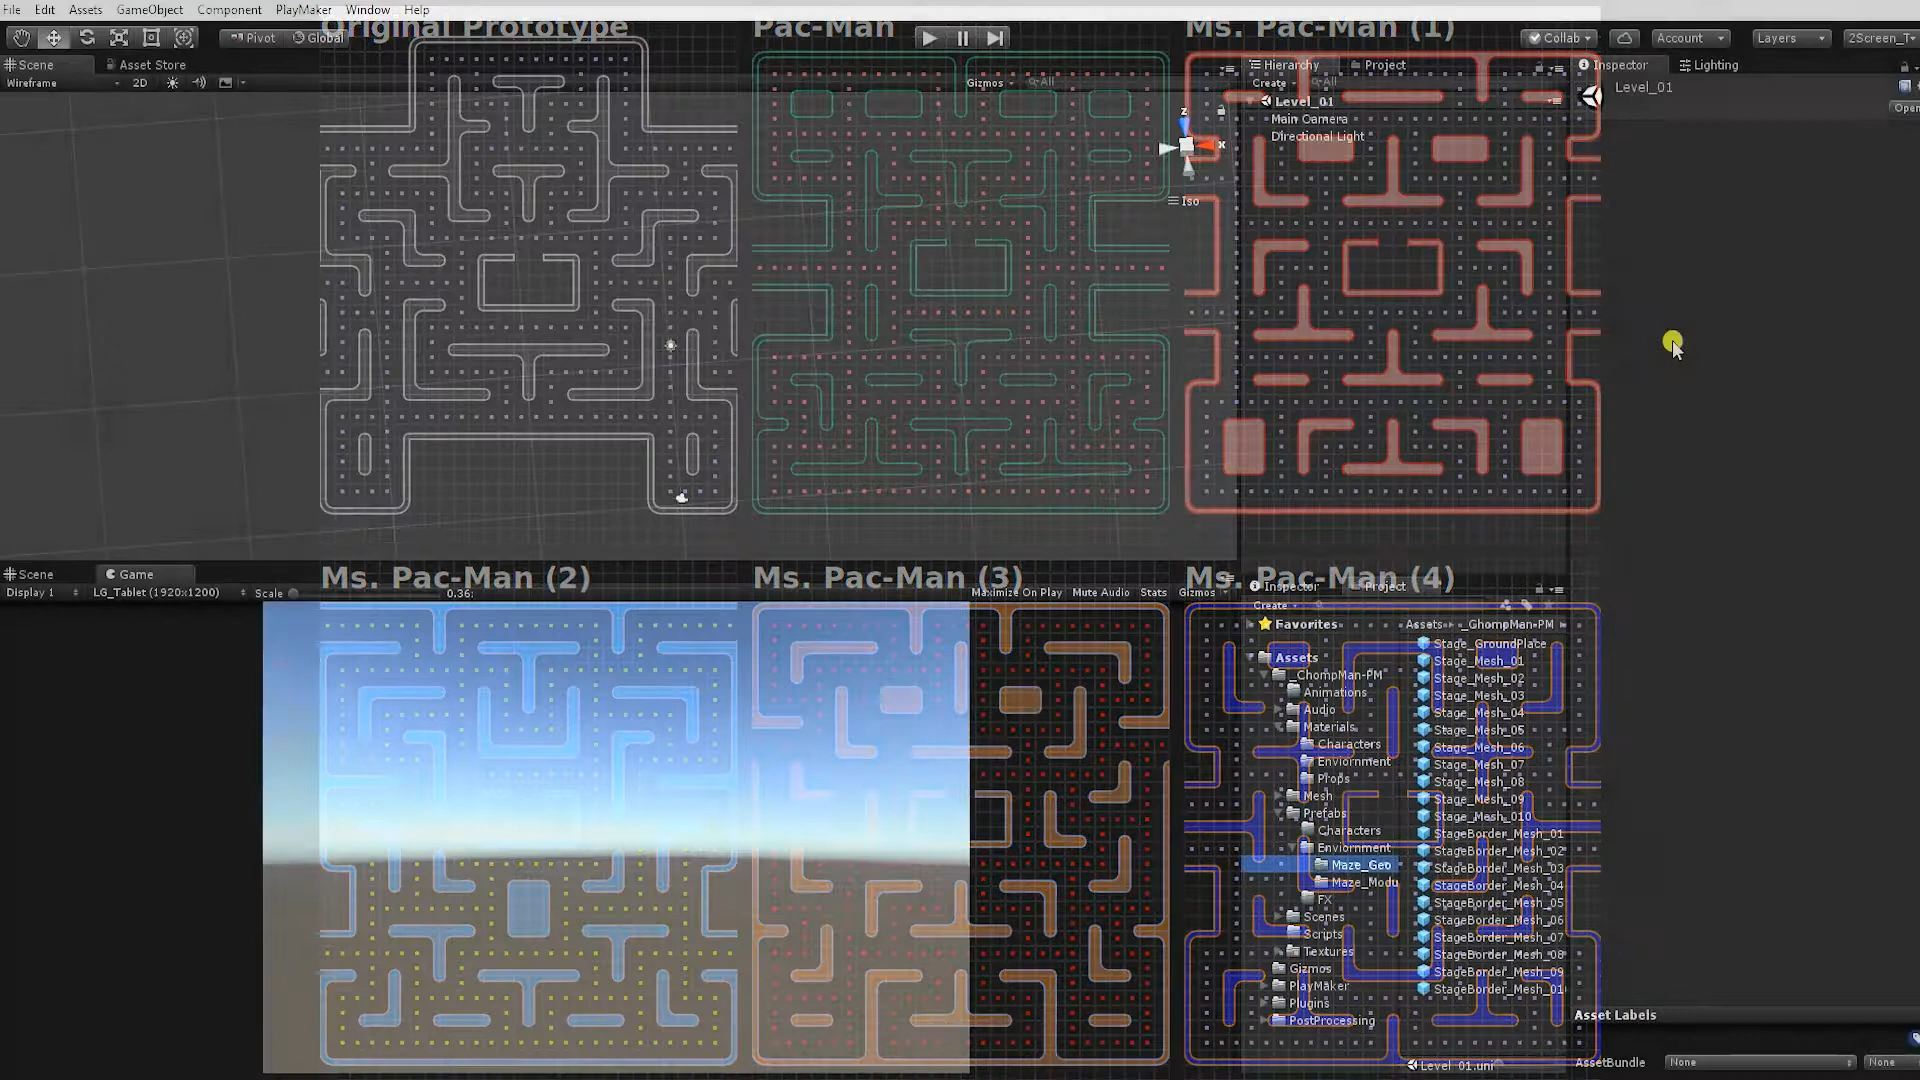 File Edit Assets GameObject Component PlayMaker Window Help
Original Prototype
Pac-Man
Ms. Pac-Man (1)
Pivot Global
Collab
Account
Layers
2Screen_T
Scene
Asset Store
Hierarchy
Project
Inspector
Lighting
Wireframe
2D
Gizmos
All
Create
All
Level_01
Level_01
Open
Main Camera
Directional Light
z
x
Iso
Scene
Game
Ms. Pac-Man (2)
Ms. Pac-Man (3)
Ms. Pac-Man (4)
Display 1
LG_Tablet (1920x1200)
Scale
0.36
Maximize On Play
Mute Audio
Stats
Gizmos
Inspector
Project
Create
Favorites
Assets
_ChompMan-PM
Assets
_ChompMan-PM
Animations
Audio
Materials
Characters
Enviornment
Props
Mesh
Prefabs
Characters
Enviornment
Maze_Geo
Maze_Modu
FX
Scenes
Scripts
Textures
Gizmos
PlayMaker
Plugins
PostProcessing
Stage_GroundPlace
Stage_Mesh_01
Stage_Mesh_02
Stage_Mesh_03
Stage_Mesh_04
Stage_Mesh_05
Stage_Mesh_06
Stage_Mesh_07
Stage_Mesh_08
Stage_Mesh_09
Stage_Mesh_010
StageBorder_Mesh_01
StageBorder_Mesh_02
StageBorder_Mesh_03
StageBorder_Mesh_04
StageBorder_Mesh_05
StageBorder_Mesh_06
StageBorder_Mesh_07
StageBorder_Mesh_08
StageBorder_Mesh_09
StageBorder_Mesh_01
Level_01.uni
Asset Labels
AssetBundle
None
None